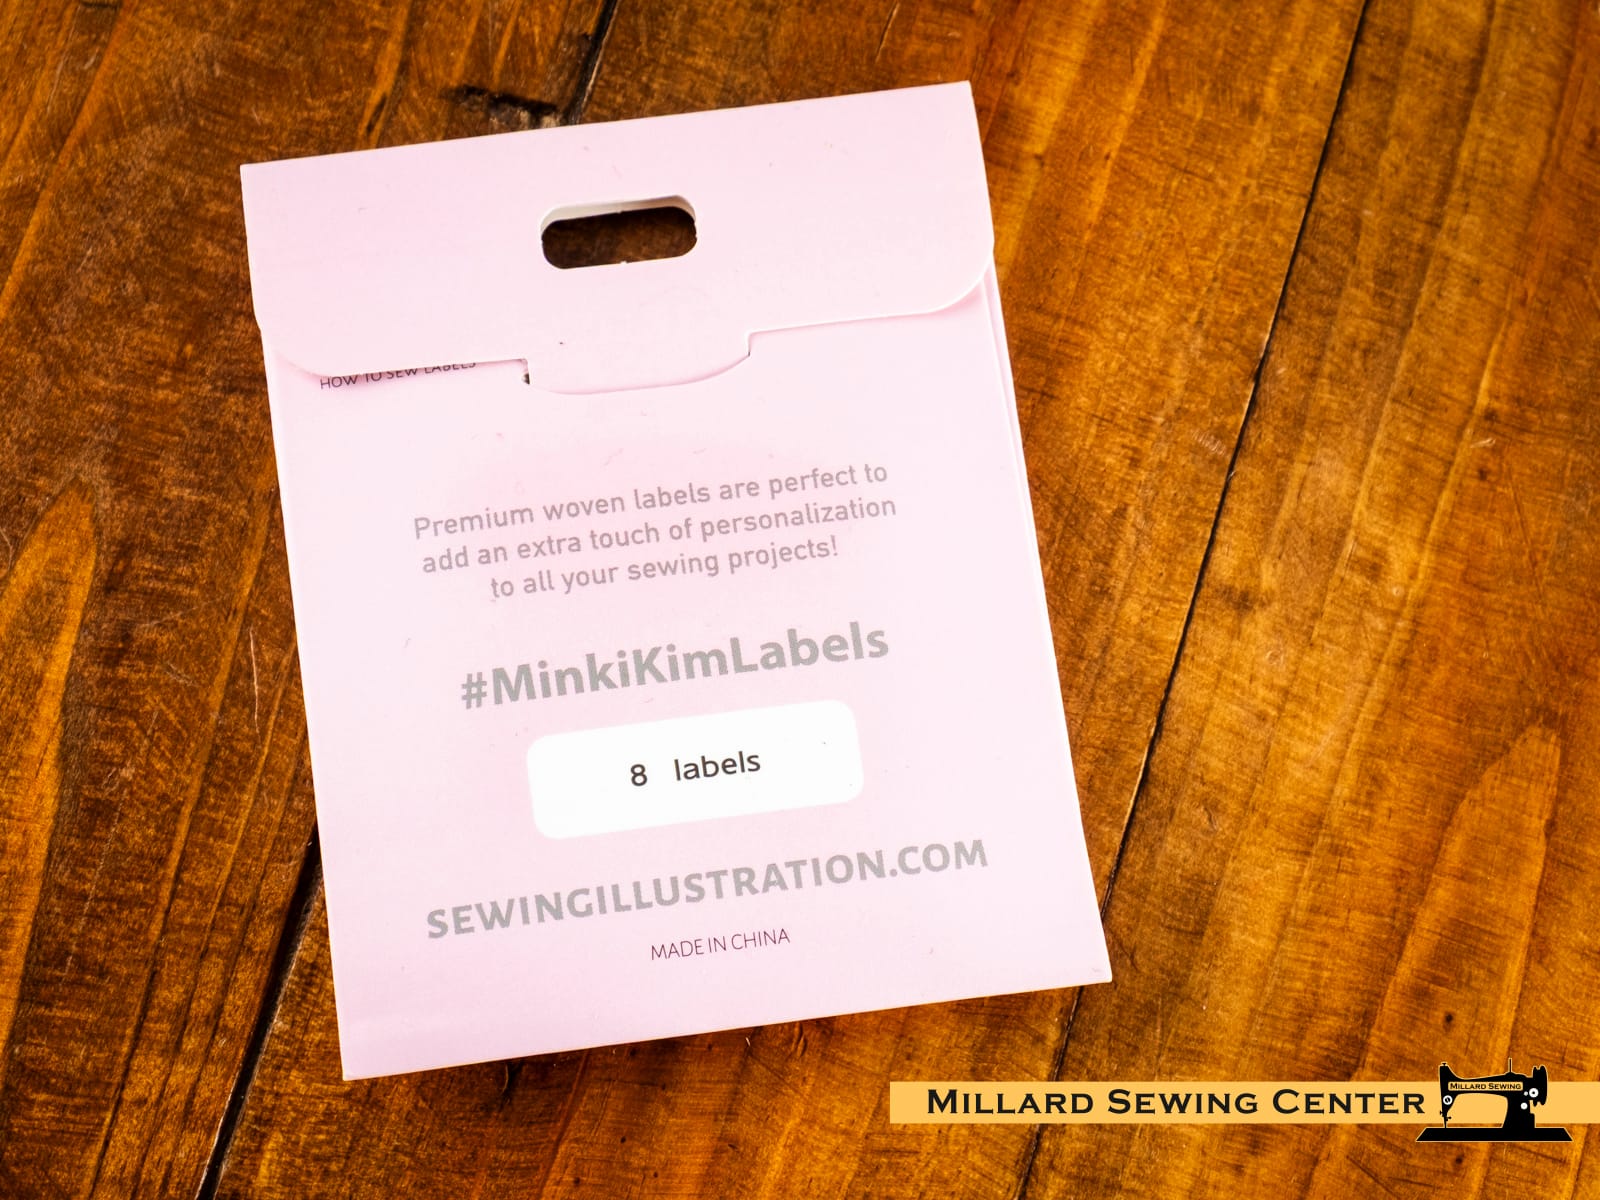 HOW TO SEW LABELS
Premium woven labels are perfect to
add an extra touch of personalization
to all your sewing projects!
#MinkiKimLabels
8 labels
SEWINGILLUSTRATION.COM
MADE IN CHINA
MILLARD SEWING CENTER
MILLARD SEWING